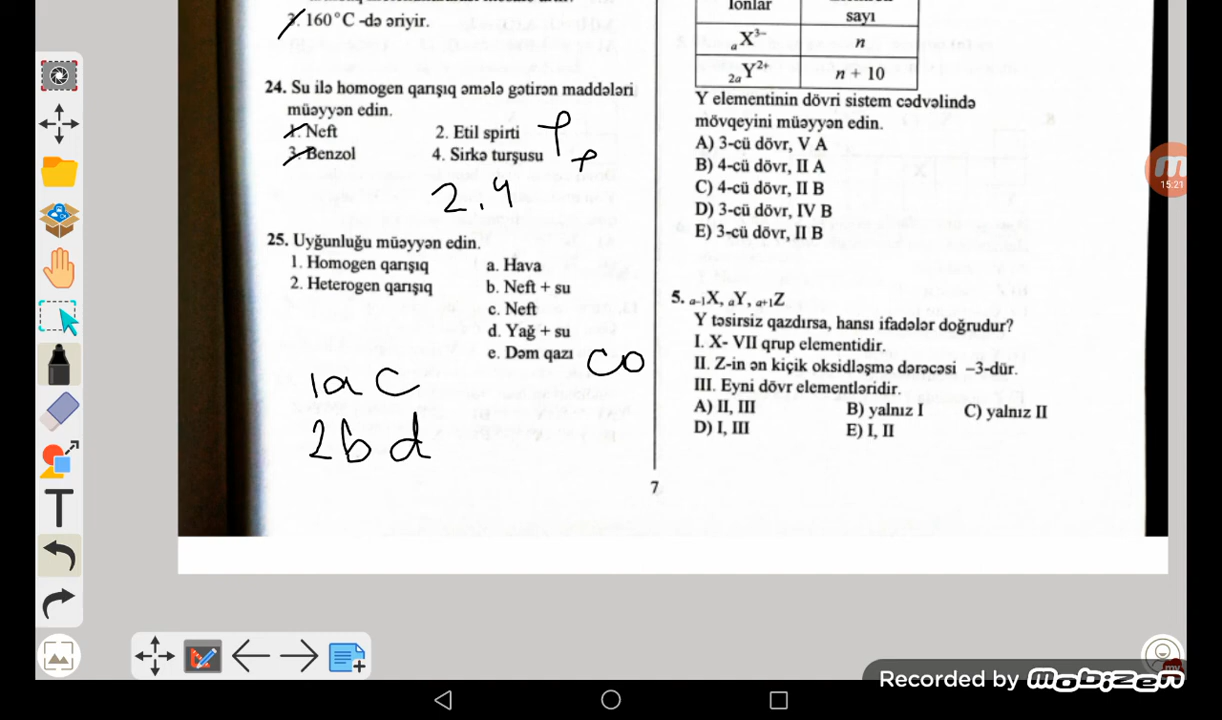 3. 160°C -də əriyir.
24. Su ilə homogen qarışıq əmələ gətirən maddələri
müəyyən edin.
1. Neft 2. Etil spirti
3. Benzol 4. Sirkə turşusu
2.4
25. Uyğunluğu müəyyən edin.
1. Homogen qarışıq a. Hava
2. Heterogen qarışıq b. Neft + su
c. Neft
d. Yağ + su
e. Dəm qazı CO
1a c
2b d
İonlar
sayı
aX3– n
2aY2+ n + 10
Y elementinin dövri sistem cədvəlində
mövqeyini müəyyən edin.
A) 3-cü dövr, V A
B) 4-cü dövr, II A
C) 4-cü dövr, II B
D) 3-cü dövr, IV B
E) 3-cü dövr, II B
5. a–1X, aY, a+1Z
Y təsirsiz qazdırsa, hansı ifadələr doğrudur?
I. X- VII qrup elementidir.
II. Z-in ən kiçik oksidləşmə dərəcəsi –3-dür.
III. Eyni dövr elementləridir.
A) II, III B) yalnız I C) yalnız II
D) I, III E) I, II
7
T
15:21
Recorded by mobizen